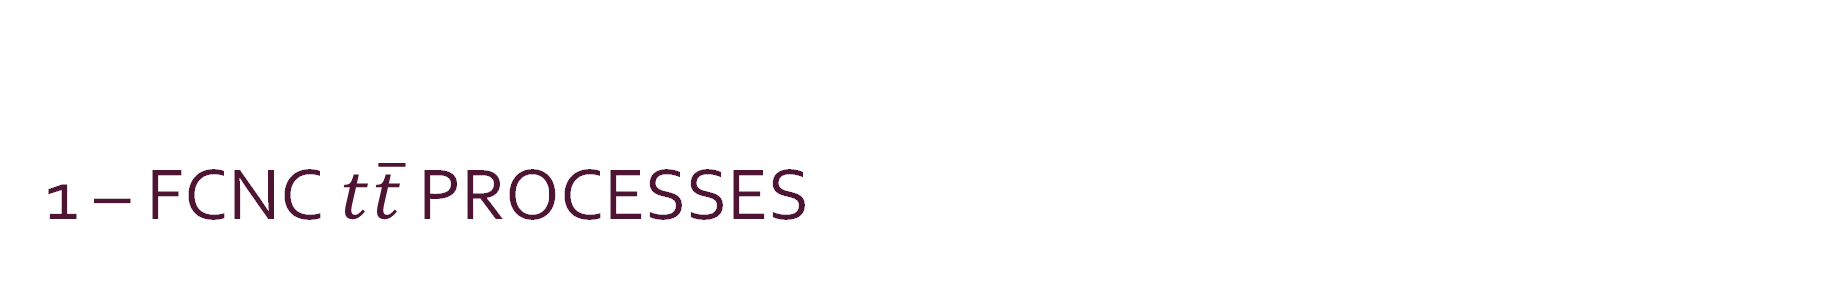 1 – FCNC tt̄ PROCESSES